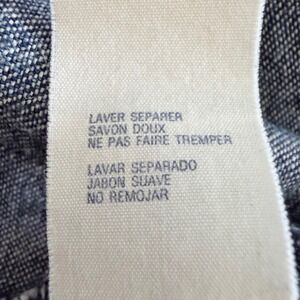 LAVER SEPARER
SAVON DOUX
NE PAS FAIRE TREMPER
LAVAR SEPARADO
JABON SUAVE
NO REMOJAR